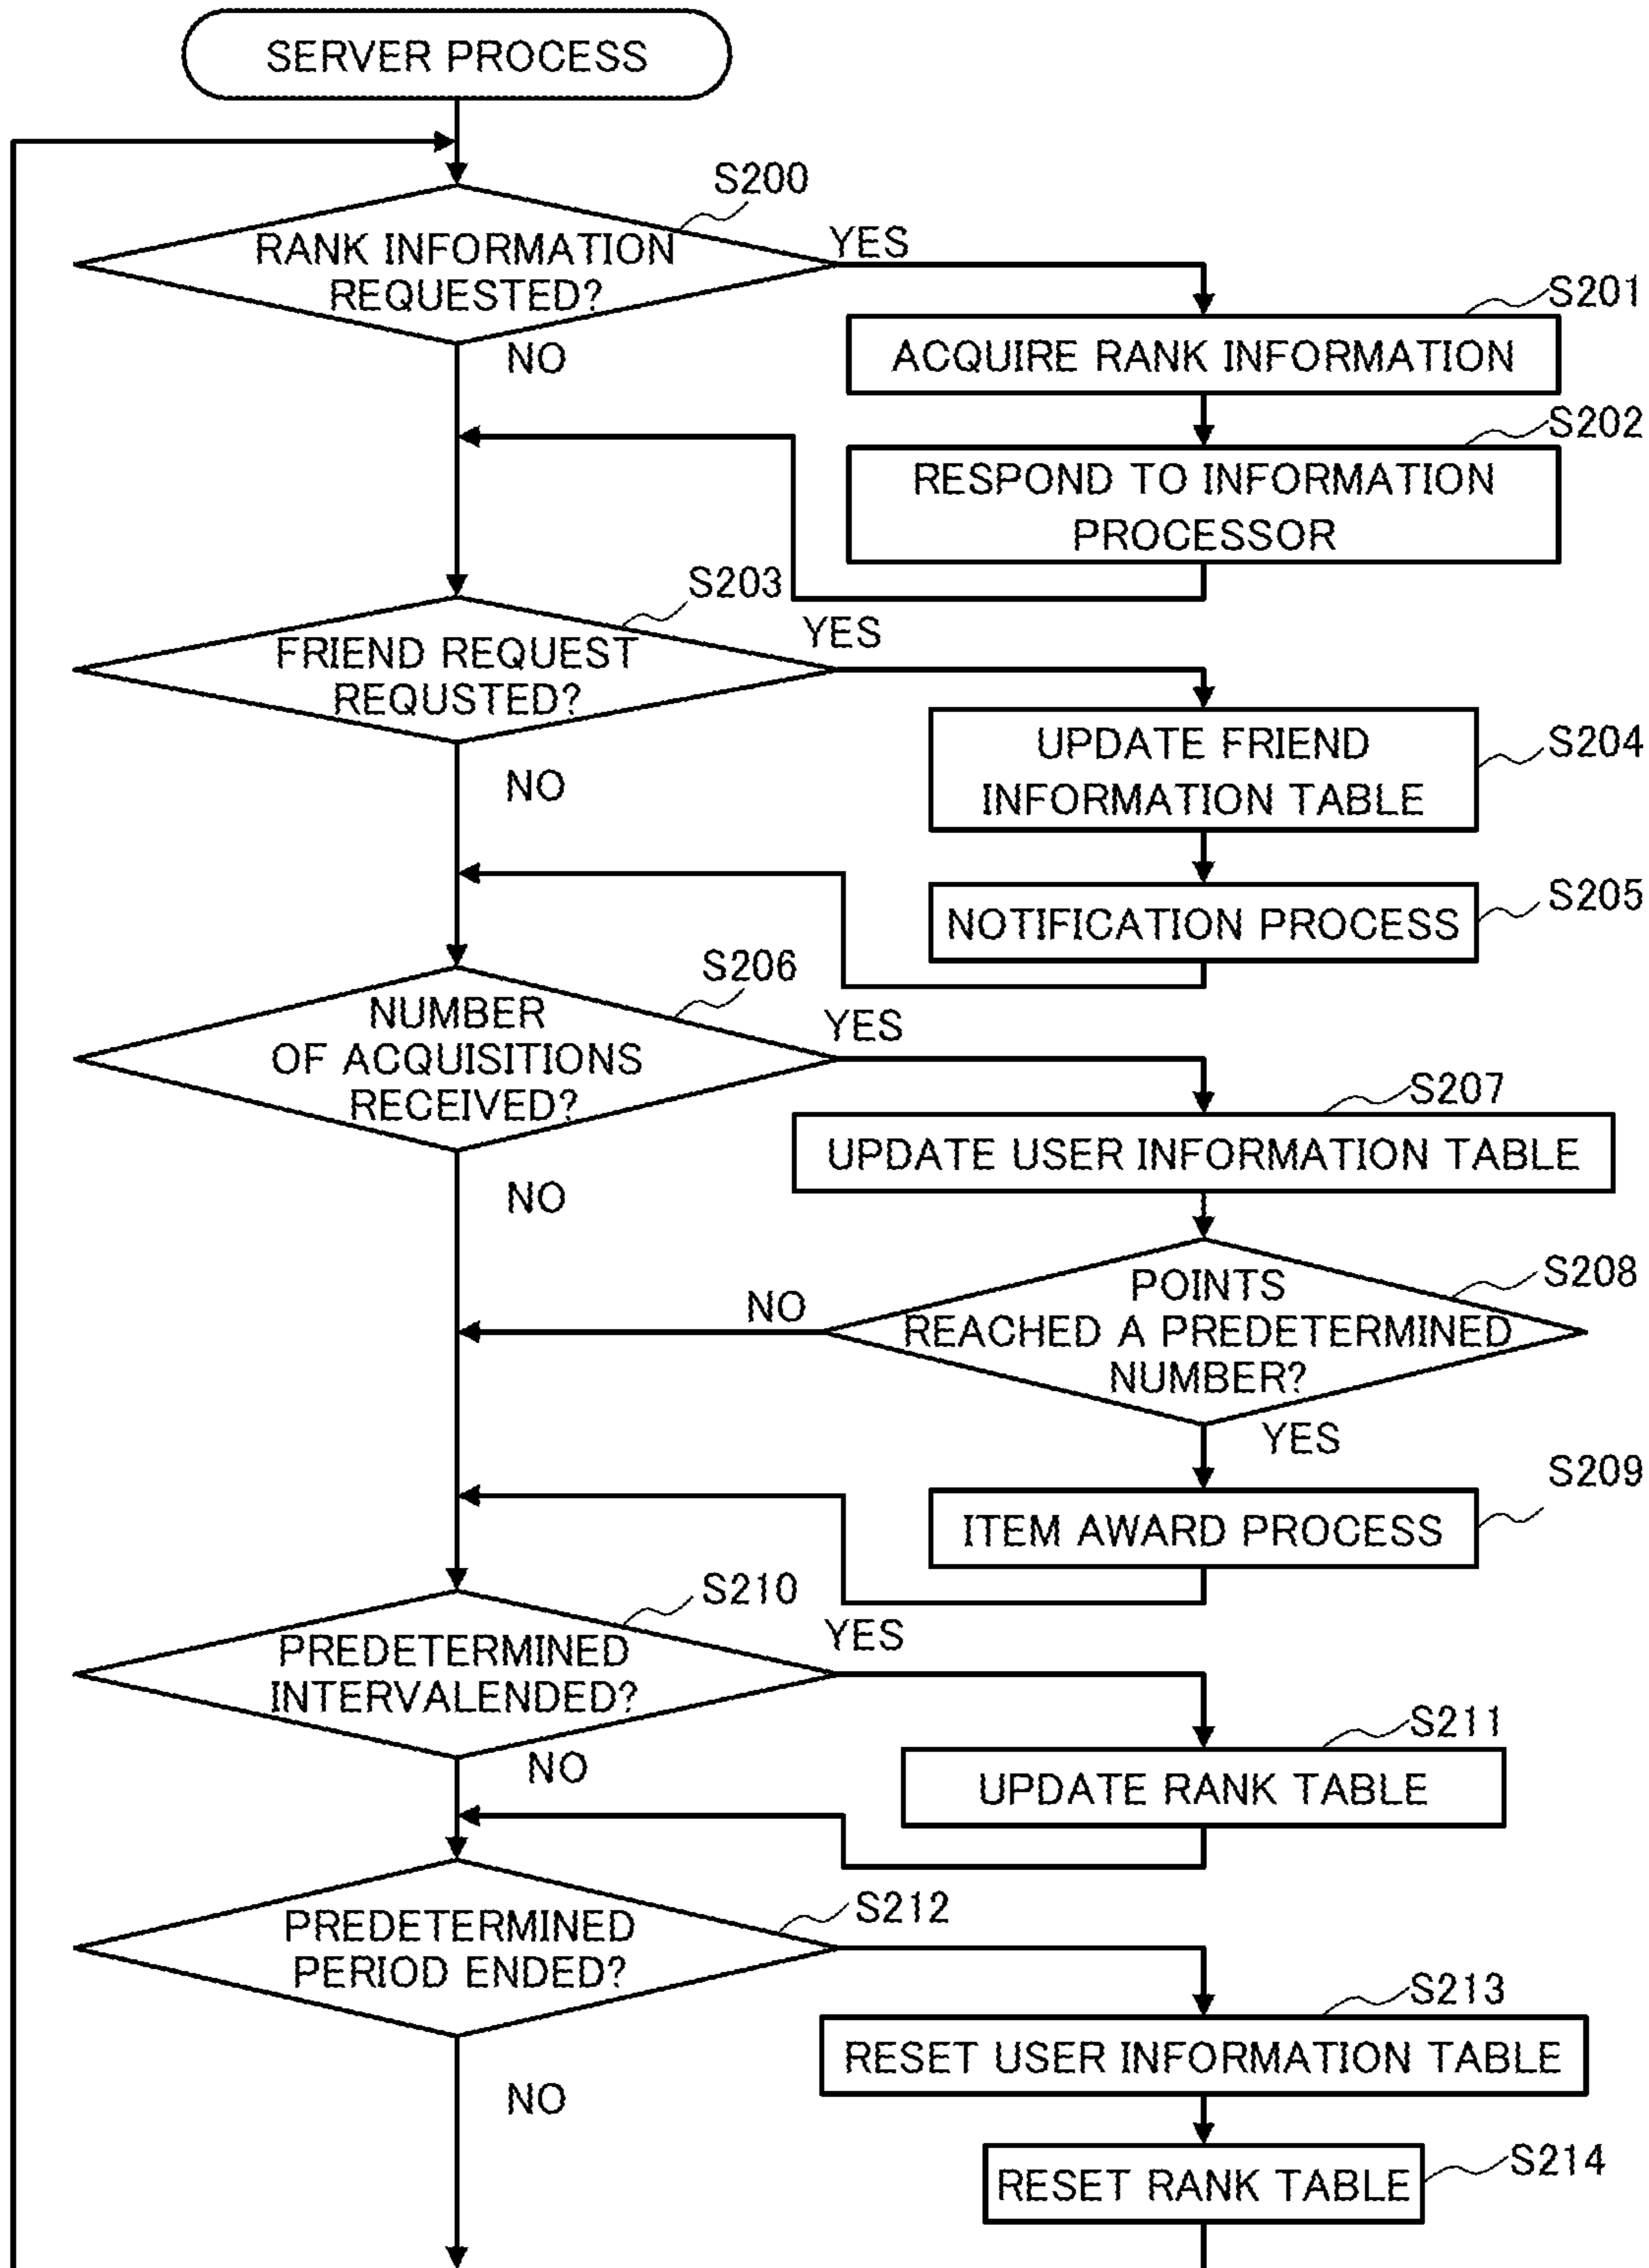 SERVER PROCESS
S200
RANK INFORMATION
REQUESTED?
YES
NO
S201
ACQUIRE RANK INFORMATION
S202
RESPOND TO INFORMATION
PROCESSOR
S203
FRIEND REQUEST
REQUSTED?
YES
NO
UPDATE FRIEND
INFORMATION TABLE
S204
NOTIFICATION PROCESS
S205
S206
NUMBER
OF ACQUISITIONS
RECEIVED?
YES
NO
S207
UPDATE USER INFORMATION TABLE
S208
POINTS
REACHED A PREDETERMINED
NUMBER?
NO
YES
S209
ITEM AWARD PROCESS
S210
PREDETERMINED
INTERVALENDED?
YES
NO
S211
UPDATE RANK TABLE
S212
PREDETERMINED
PERIOD ENDED?
NO
S213
RESET USER INFORMATION TABLE
RESET RANK TABLE
S214